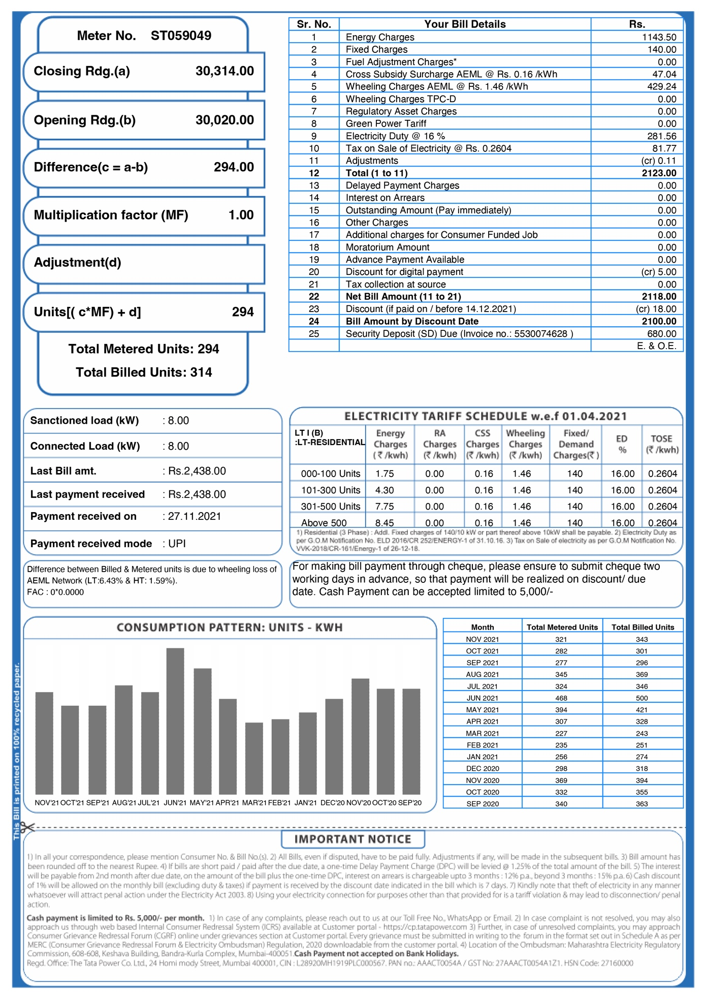 Meter No. ST059049
Closing Rdg.(a) 30,314.00
Opening Rdg.(b) 30,020.00
Difference(c = a-b) 294.00
Multiplication factor (MF) 1.00
Adjustment(d)
Units[( c*MF) + d] 294
Total Metered Units: 294
Total Billed Units: 314
Sr. No. Your Bill Details Rs.
1 Energy Charges 1143.50
2 Fixed Charges 140.00
3 Fuel Adjustment Charges* 0.00
4 Cross Subsidy Surcharge AEML @ Rs. 0.16 /kWh 47.04
5 Wheeling Charges AEML @ Rs. 1.46 /kWh 429.24
6 Wheeling Charges TPC-D 0.00
7 Regulatory Asset Charges 0.00
8 Green Power Tariff 0.00
9 Electricity Duty @ 16 % 281.56
10 Tax on Sale of Electricity @ Rs. 0.2604 81.77
11 Adjustments (cr) 0.11
12 Total (1 to 11) 2123.00
13 Delayed Payment Charges 0.00
14 Interest on Arrears 0.00
15 Outstanding Amount (Pay immediately) 0.00
16 Other Charges 0.00
17 Additional charges for Consumer Funded Job 0.00
18 Moratorium Amount 0.00
19 Advance Payment Available 0.00
20 Discount for digital payment (cr) 5.00
21 Tax collection at source 0.00
22 Net Bill Amount (11 to 21) 2118.00
23 Discount (if paid on / before 14.12.2021) (cr) 18.00
24 Bill Amount by Discount Date 2100.00
25 Security Deposit (SD) Due (Invoice no.: 5530074628 ) 680.00
E. & O.E.
Sanctioned load (kW) : 8.00
Connected Load (kW) : 8.00
Last Bill amt. : Rs.2,438.00
Last payment received : Rs.2,438.00
Payment received on : 27.11.2021
Payment received mode : UPI
ELECTRICITY TARIFF SCHEDULE w.e.f 01.04.2021
LT I (B) :LT-RESIDENTIAL Energy Charges (₹ /kwh) RA Charges (₹ /kwh) CSS Charges (₹ /kwh) Wheeling Charges (₹ /kwh) Fixed/ Demand Charges(₹ ) ED % TOSE (₹ /kwh)
000-100 Units 1.75 0.00 0.16 1.46 140 16.00 0.2604
101-300 Units 4.30 0.00 0.16 1.46 140 16.00 0.2604
301-500 Units 7.75 0.00 0.16 1.46 140 16.00 0.2604
Above 500 8.45 0.00 0.16 1.46 140 16.00 0.2604
1) Residential (3 Phase) : Addl. Fixed charges of 140/10 kW or part thereof above 10kW shall be payable. 2) Electricity Duty as
per G.O.M Notification No. ELD 2016/CR 252/ENERGY-1 of 31.10.16. 3) Tax on Sale of electricity as per G.O.M Notification No.
VVK-2018/CR-161/Energy-1 of 26-12-18.
Difference between Billed & Metered units is due to wheeling loss of
AEML Network (LT:6.43% & HT: 1.59%).
FAC : 0*0.0000
For making bill payment through cheque, please ensure to submit cheque two
working days in advance, so that payment will be realized on discount/ due
date. Cash Payment can be accepted limited to 5,000/-
CONSUMPTION PATTERN: UNITS - KWH
NOV'21 OCT'21 SEP'21 AUG'21 JUL'21 JUN'21 MAY'21 APR'21 MAR'21 FEB'21 JAN'21 DEC'20 NOV'20 OCT'20 SEP'20
Month Total Metered Units Total Billed Units
NOV 2021 321 343
OCT 2021 282 301
SEP 2021 277 296
AUG 2021 345 369
JUL 2021 324 346
JUN 2021 468 500
MAY 2021 394 421
APR 2021 307 328
MAR 2021 227 243
FEB 2021 235 251
JAN 2021 256 274
DEC 2020 298 318
NOV 2020 369 394
OCT 2020 332 355
SEP 2020 340 363
This Bill is printed on 100% recycled paper.
IMPORTANT NOTICE
1) In all your correspondence, please mention Consumer No. & Bill No.(s). 2) All Bills, even if disputed, have to be paid fully. Adjustments if any, will be made in the subsequent bills. 3) Bill amount has
been rounded off to the nearest Rupee. 4) If bills are short paid / paid after the due date, a one-time Delay Payment Charge (DPC) will be levied @ 1.25% of the total amount of the bill. 5) The interest
will be payable from 2nd month after due date, on the amount of the bill plus the one-time DPC, interest on arrears is chargeable upto 3 months : 12% p.a., beyond 3 months : 15% p.a. 6) Cash discount
of 1% will be allowed on the monthly bill (excluding duty & taxes) if payment is received by the discount date indicated in the bill which is 7 days. 7) Kindly note that theft of electricity in any manner
whatsoever will attract penal action under the Electricity Act 2003. 8) Using your electricity connection for purposes other than that provided for is a tariff violation & may lead to disconnection/ penal
action.
Cash payment is limited to Rs. 5,000/- per month. 1) In case of any complaints, please reach out to us at our Toll Free No., WhatsApp or Email. 2) In case complaint is not resolved, you may also
approach us through web based Internal Consumer Redressal System (ICRS) available at Customer portal - https://cp.tatapower.com 3) Further, in case of unresolved complaints, you may approach
Consumer Grievance Redressal Forum (CGRF) online under grievances section at Customer portal. Every grievance must be submitted in writing to the forum in the format set out in Schedule A as per
MERC (Consumer Grievance Redressal Forum & Electricity Ombudsman) Regulation, 2020 downloadable from the customer portal. 4) Location of the Ombudsman: Maharashtra Electricity Regulatory
Commission, 608-608, Keshava Building, Bandra-Kurla Complex, Mumbai-400051.Cash Payment not accepted on Bank Holidays.
Regd. Office: The Tata Power Co. Ltd., 24 Homi mody Street, Mumbai 400001, CIN : L28920MH1919PLC000567. PAN no.: AAACT0054A / GST No: 27AAACT0054A1Z1. HSN Code: 27160000